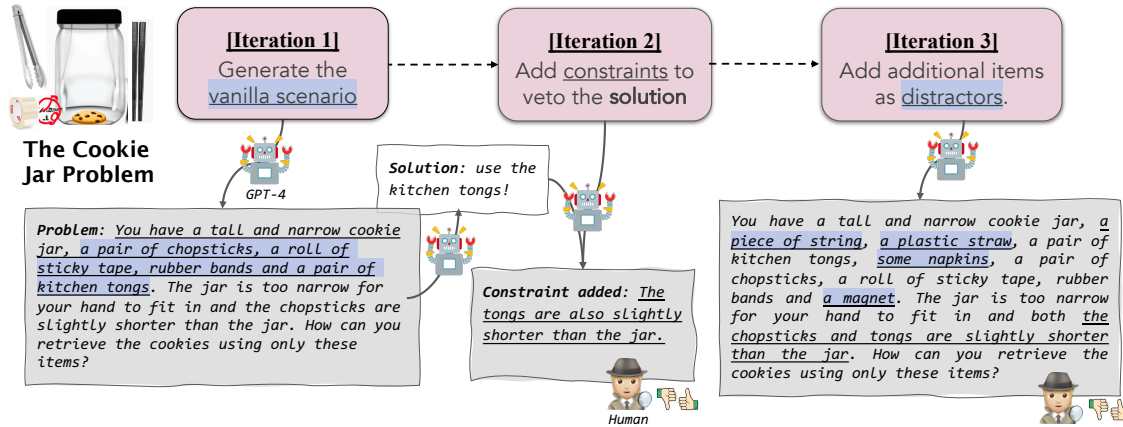 The Cookie
Jar Problem
[Iteration 1]
Generate the
vanilla scenario
[Iteration 2]
Add constraints to
veto the solution
[Iteration 3]
Add additional items
as distractors.
GPT-4
Problem: You have a tall and narrow cookie
jar, a pair of chopsticks, a roll of
sticky tape, rubber bands and a pair of
kitchen tongs. The jar is too narrow for
your hand to fit in and the chopsticks are
slightly shorter than the jar. How can you
retrieve the cookies using only these
items?
Solution: use the
kitchen tongs!
Constraint added: The
tongs are also slightly
shorter than the jar.
Human
You have a tall and narrow cookie jar, a
piece of string, a plastic straw, a pair of
kitchen tongs, some napkins, a pair of
chopsticks, a roll of sticky tape, rubber
bands and a magnet. The jar is too narrow
for your hand to fit in and both the
chopsticks and tongs are slightly shorter
than the jar. How can you retrieve the
cookies using only these items?